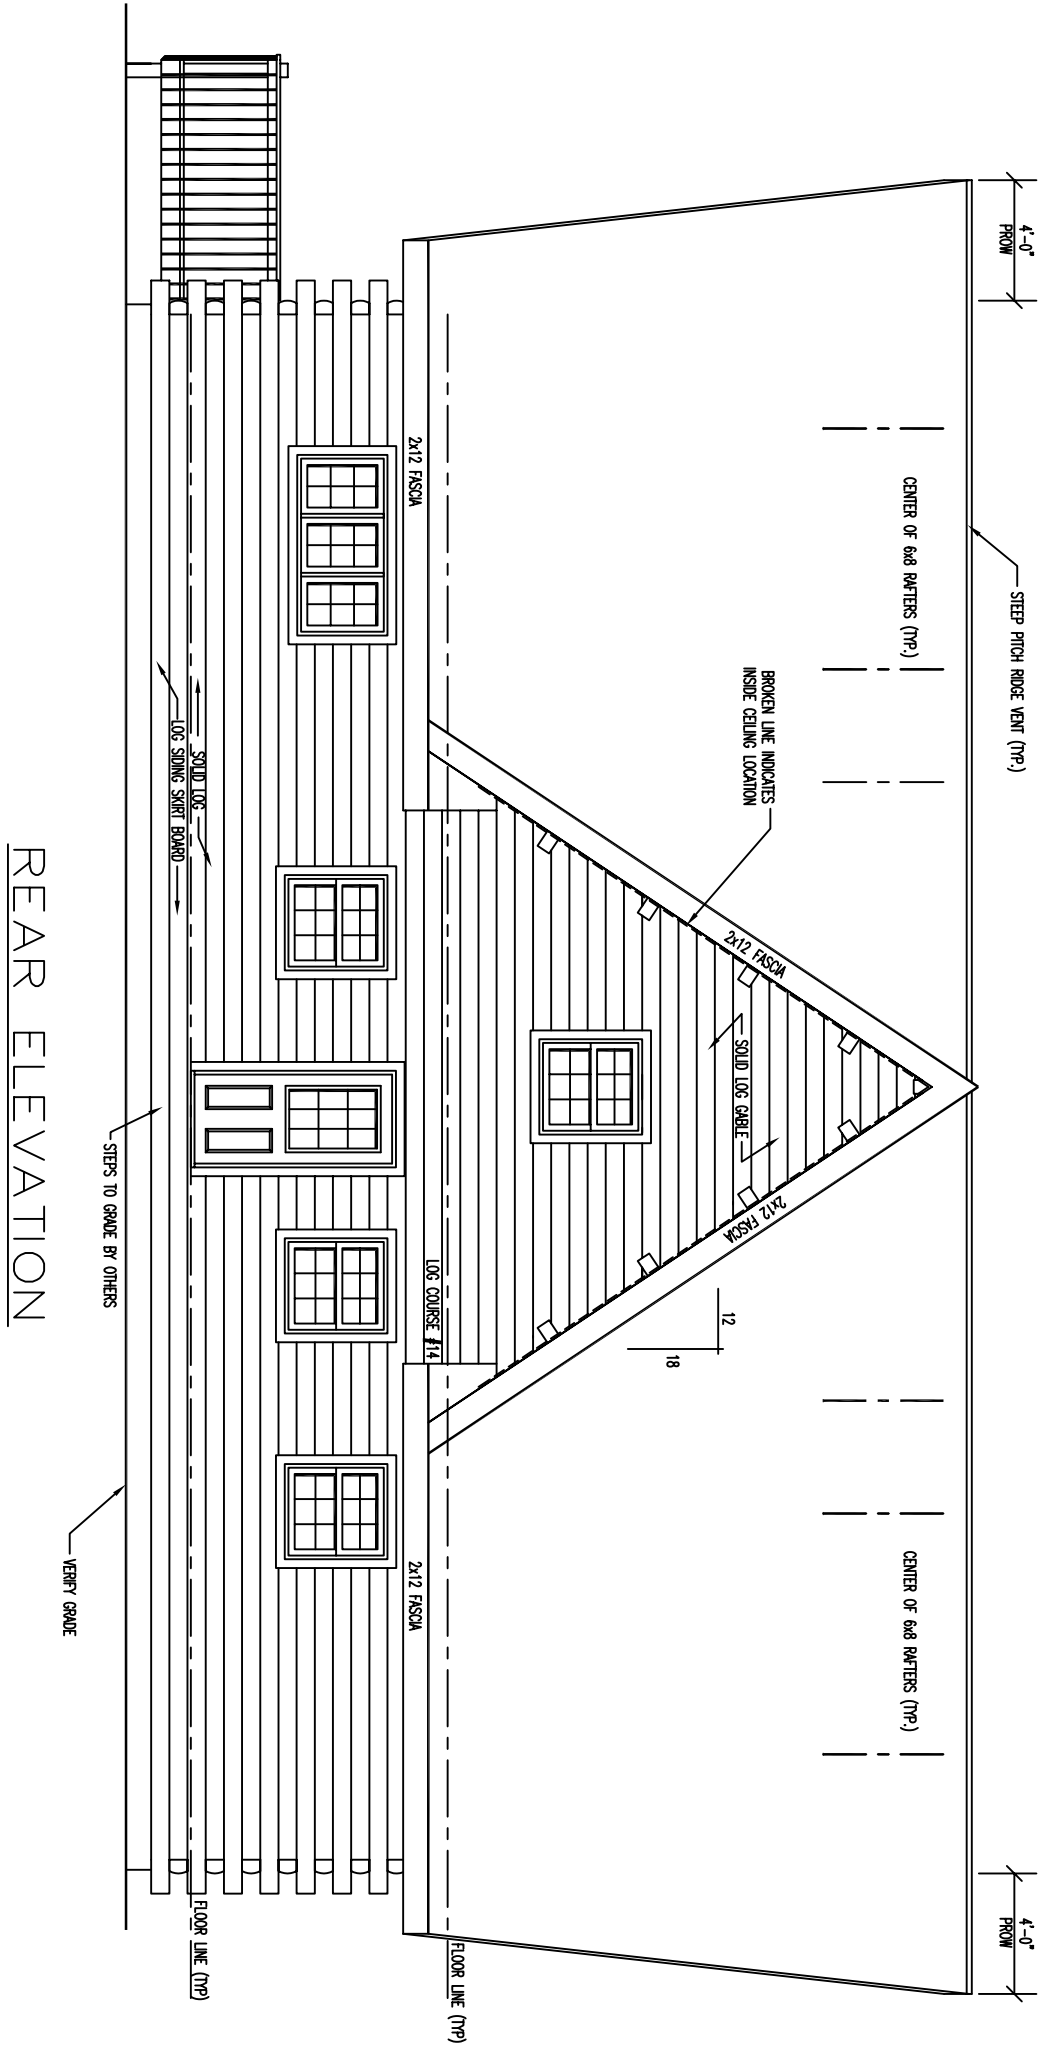 4'-0"
PROW
STEEP PITCH RIDGE VENT (TYP.)
4'-0"
PROW
CENTER OF 6x8 RAFTERS (TYP.)
CENTER OF 6x8 RAFTERS (TYP.)
BROKEN LINE INDICATES
INSIDE CEILING LOCATION
2x12 FASCIA
2x12 FASCIA
SOLID LOG GABLE
12
18
2x12 FASCIA
LOG COURSE #14
2x12 FASCIA
FLOOR LINE (TYP)
SOLID LOG
LOG SIDING SKIRT BOARD
FLOOR LINE (TYP)
STEPS TO GRADE BY OTHERS
VERIFY GRADE
REAR ELEVATION